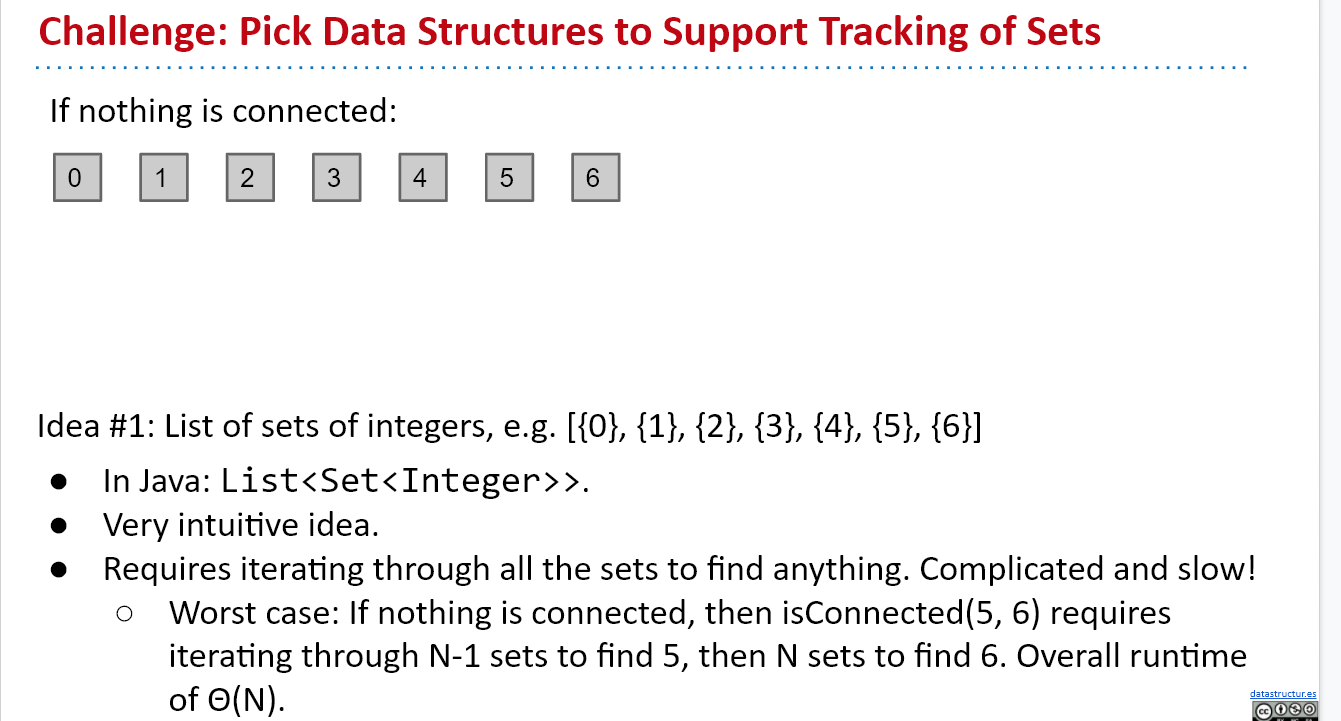 Challenge: Pick Data Structures to Support Tracking of Sets
If nothing is connected:
0 1 2 3 4 5 6
Idea #1: List of sets of integers, e.g. [{0}, {1}, {2}, {3}, {4}, {5}, {6}]
● In Java: List<Set<Integer>>.
● Very intuitive idea.
● Requires iterating through all the sets to find anything. Complicated and slow!
○ Worst case: If nothing is connected, then isConnected(5, 6) requires
iterating through N-1 sets to find 5, then N sets to find 6. Overall runtime
of Θ(N).
datastructur.es